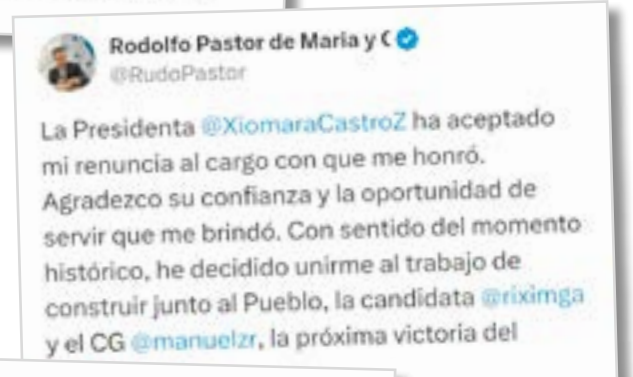 Rodolfo Pastor de Maria y C
@RudoPastor
La Presidenta @XiomaraCastroZ ha aceptado
mi renuncia al cargo con que me honró.
Agradezco su confianza y la oportunidad de
servir que me brindó. Con sentido del momento
histórico, he decidido unirme al trabajo de
construir junto al Pueblo, la candidata @riximga
y el CG @manuelzr, la próxima victoria del